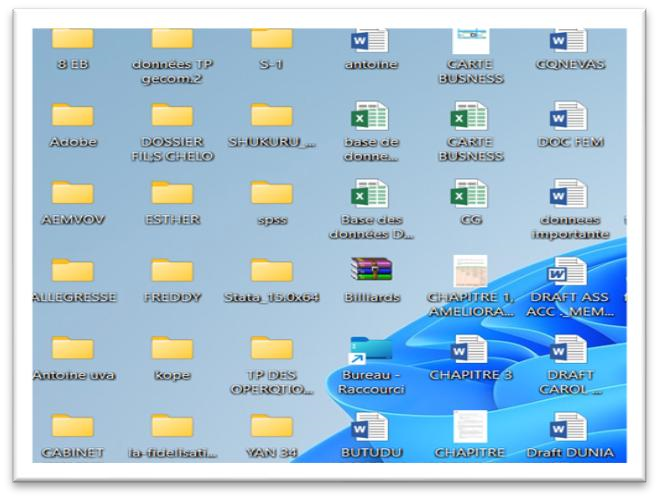 8 EB
données TP
gecom.2
S-1
antoine
CARTE
BUSNESS
CQNEVAS
Adobe
DOSSIER
FIL;S CHELO
SHUKURU_...
base de
donne...
CARTE
BUSNESS
DOC FEM
AEMVOV
ESTHER
spss
Base des
données D...
CG
donnees
importante
ALLEGRESSE
FREDDY
Stata_15.0x64
Billiards
CHAPITRE 1,
AMELIORA...
DRAFT ASS
ACC ._MEM...
Antoine uva
kope
TP DES
OPERQTIO...
Bureau -
Raccourci
CHAPITRE 3
DRAFT
CAROL ...
CABINET
la-fidelisati...
YAN 34
BUTUDU
CHAPITRE
Draft DUNIA